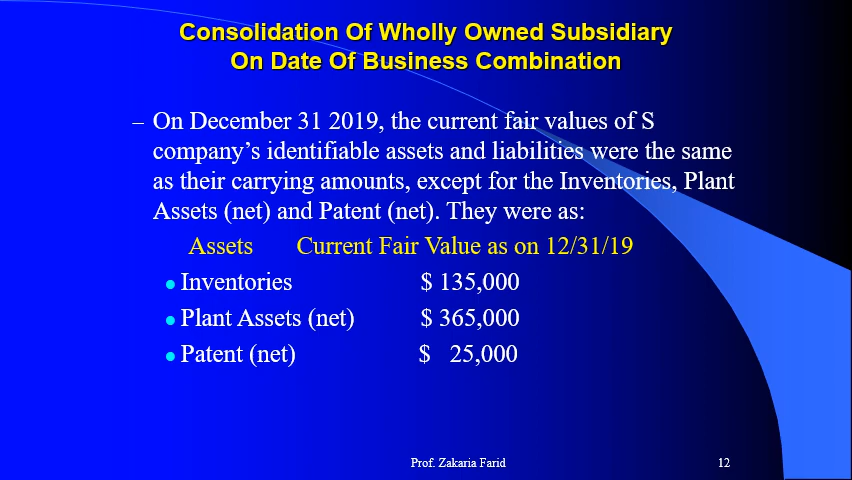 Consolidation Of Wholly Owned Subsidiary
On Date Of Business Combination
– On December 31 2019, the current fair values of S
company’s identifiable assets and liabilities were the same
as their carrying amounts, except for the Inventories, Plant
Assets (net) and Patent (net). They were as:
Assets Current Fair Value as on 12/31/19
● Inventories $ 135,000
● Plant Assets (net) $ 365,000
● Patent (net) $ 25,000
Prof. Zakaria Farid 12